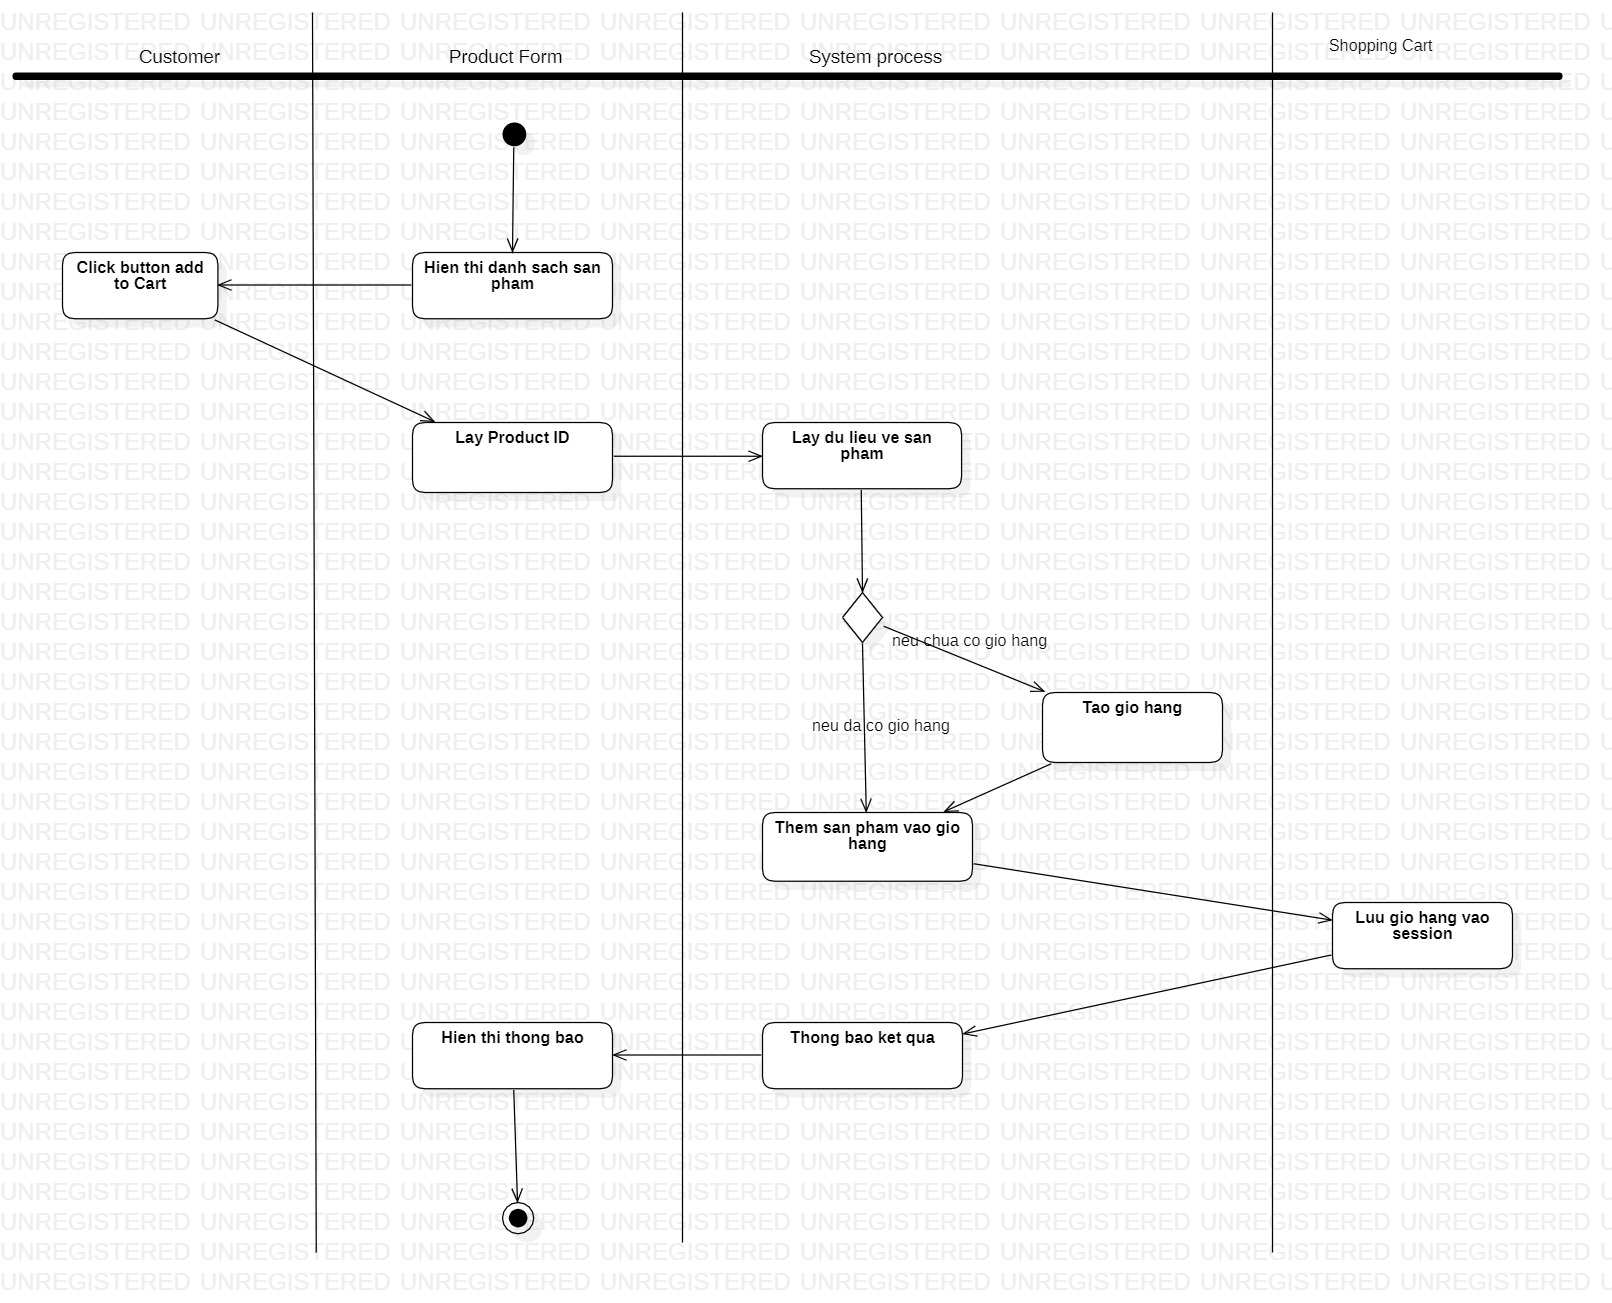 Customer
Product Form
System process
Shopping Cart
Click button add
to Cart
Hien thi danh sach san
pham
Lay Product ID
Lay du lieu ve san
pham
neu chua co gio hang
Tao gio hang
neu da co gio hang
Them san pham vao gio
hang
Luu gio hang vao
session
Hien thi thong bao
Thong bao ket qua
UNREGISTERED